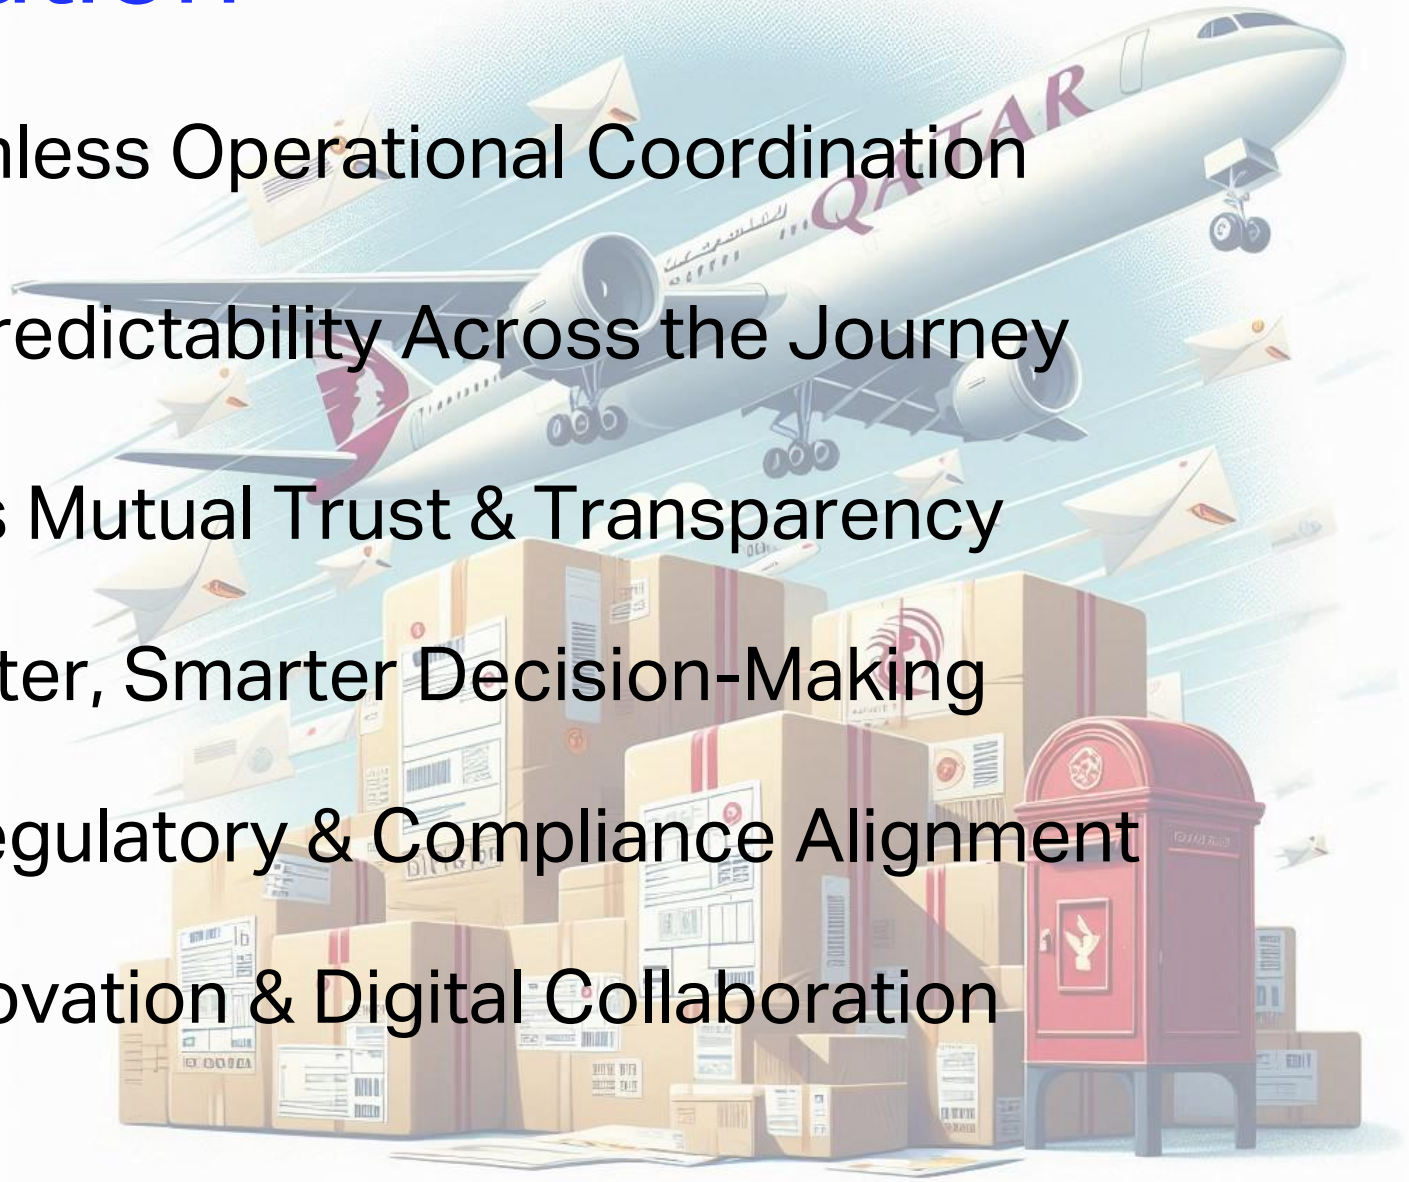 ation
nless Operational Coordination
QATAR
redictability Across the Journey
s Mutual Trust & Transparency
ter, Smarter Decision-Making
egulatory & Compliance Alignment
ovation & Digital Collaboration